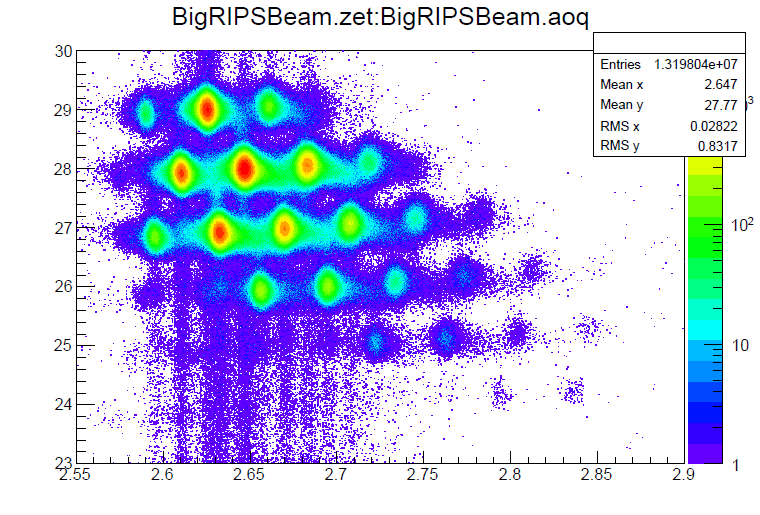 BigRIPSBeam.zet:BigRIPSBeam.aoq
Entries 1.319804e+07
Mean x 2.647
Mean y 27.77
RMS x 0.02822
RMS y 0.8317
30
29
28
27
26
25
24
23
2.55 2.6 2.65 2.7 2.75 2.8 2.85 2.9
10²
10
1